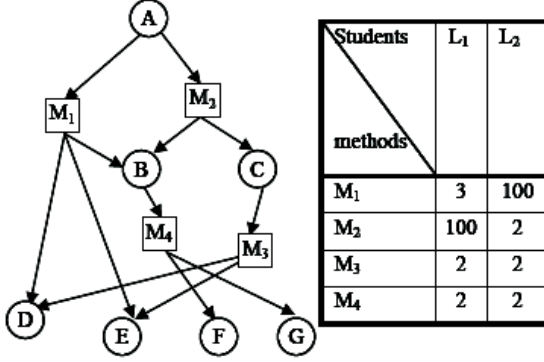 A
M₁
M₂
B
C
M₄
M₃
D
E
F
G
Students L₁ L₂
methods
M₁ 3 100
M₂ 100 2
M₃ 2 2
M₄ 2 2